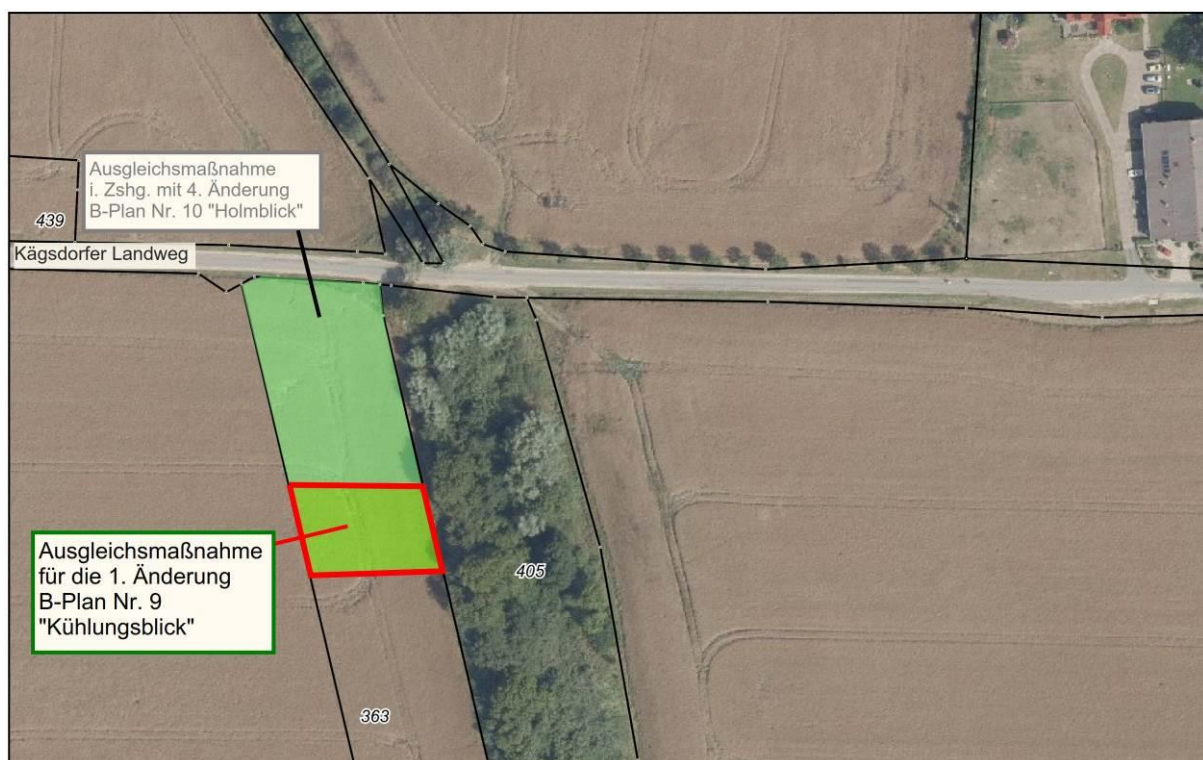 Ausgleichsmaßnahme
i. Zshg. mit 4. Änderung
B-Plan Nr. 10 "Holmblick"
439
Kägsdorfer Landweg
Ausgleichsmaßnahme
für die 1. Änderung
B-Plan Nr. 9
"Kühlungsblick"
405
363